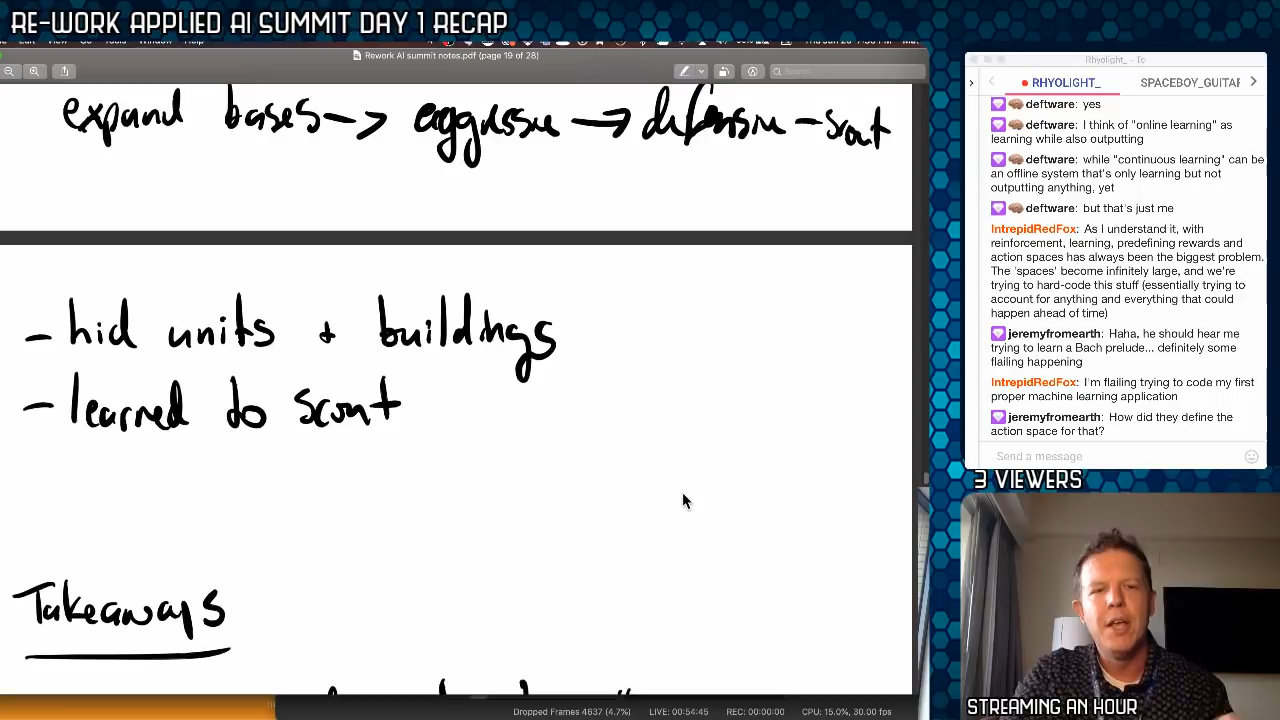 RE-WORK APPLIED AI SUMMIT DAY 1 RECAP
Rework AI summit notes.pdf (page 19 of 28)
Search
expand bases -> aggressive -> defensive - scout
- hid units + buildings
- learned to scout
Takeaways
Rhyolight_ - To
RHYOLIGHT_ SPACEBOY_GUITAR
deftware: yes
deftware: I think of "online learning" as
learning while also outputting
deftware: while "continuous learning" can be
an offline system that's only learning but not
outputting anything, yet
deftware: but that's just me
IntrepidRedFox: As I understand it, with
reinforcement, learning, predefining rewards and
action spaces has always been the biggest problem.
The 'spaces' become infinitely large, and we're
trying to hard-code this stuff (essentially trying to
account for anything and everything that could
happen ahead of time)
jeremyfromearth: Haha, he should hear me
trying to learn a Bach prelude... definitely some
flailing happening
IntrepidRedFox: I'm flailing trying to code my first
proper machine learning application
jeremyfromearth: How did they define the
action space for that?
Send a message
3 VIEWERS
STREAMING AN HOUR
Dropped Frames 4637 (4.7%) LIVE: 00:54:45 REC: 00:00:00 CPU: 15.0%, 30.00 fps